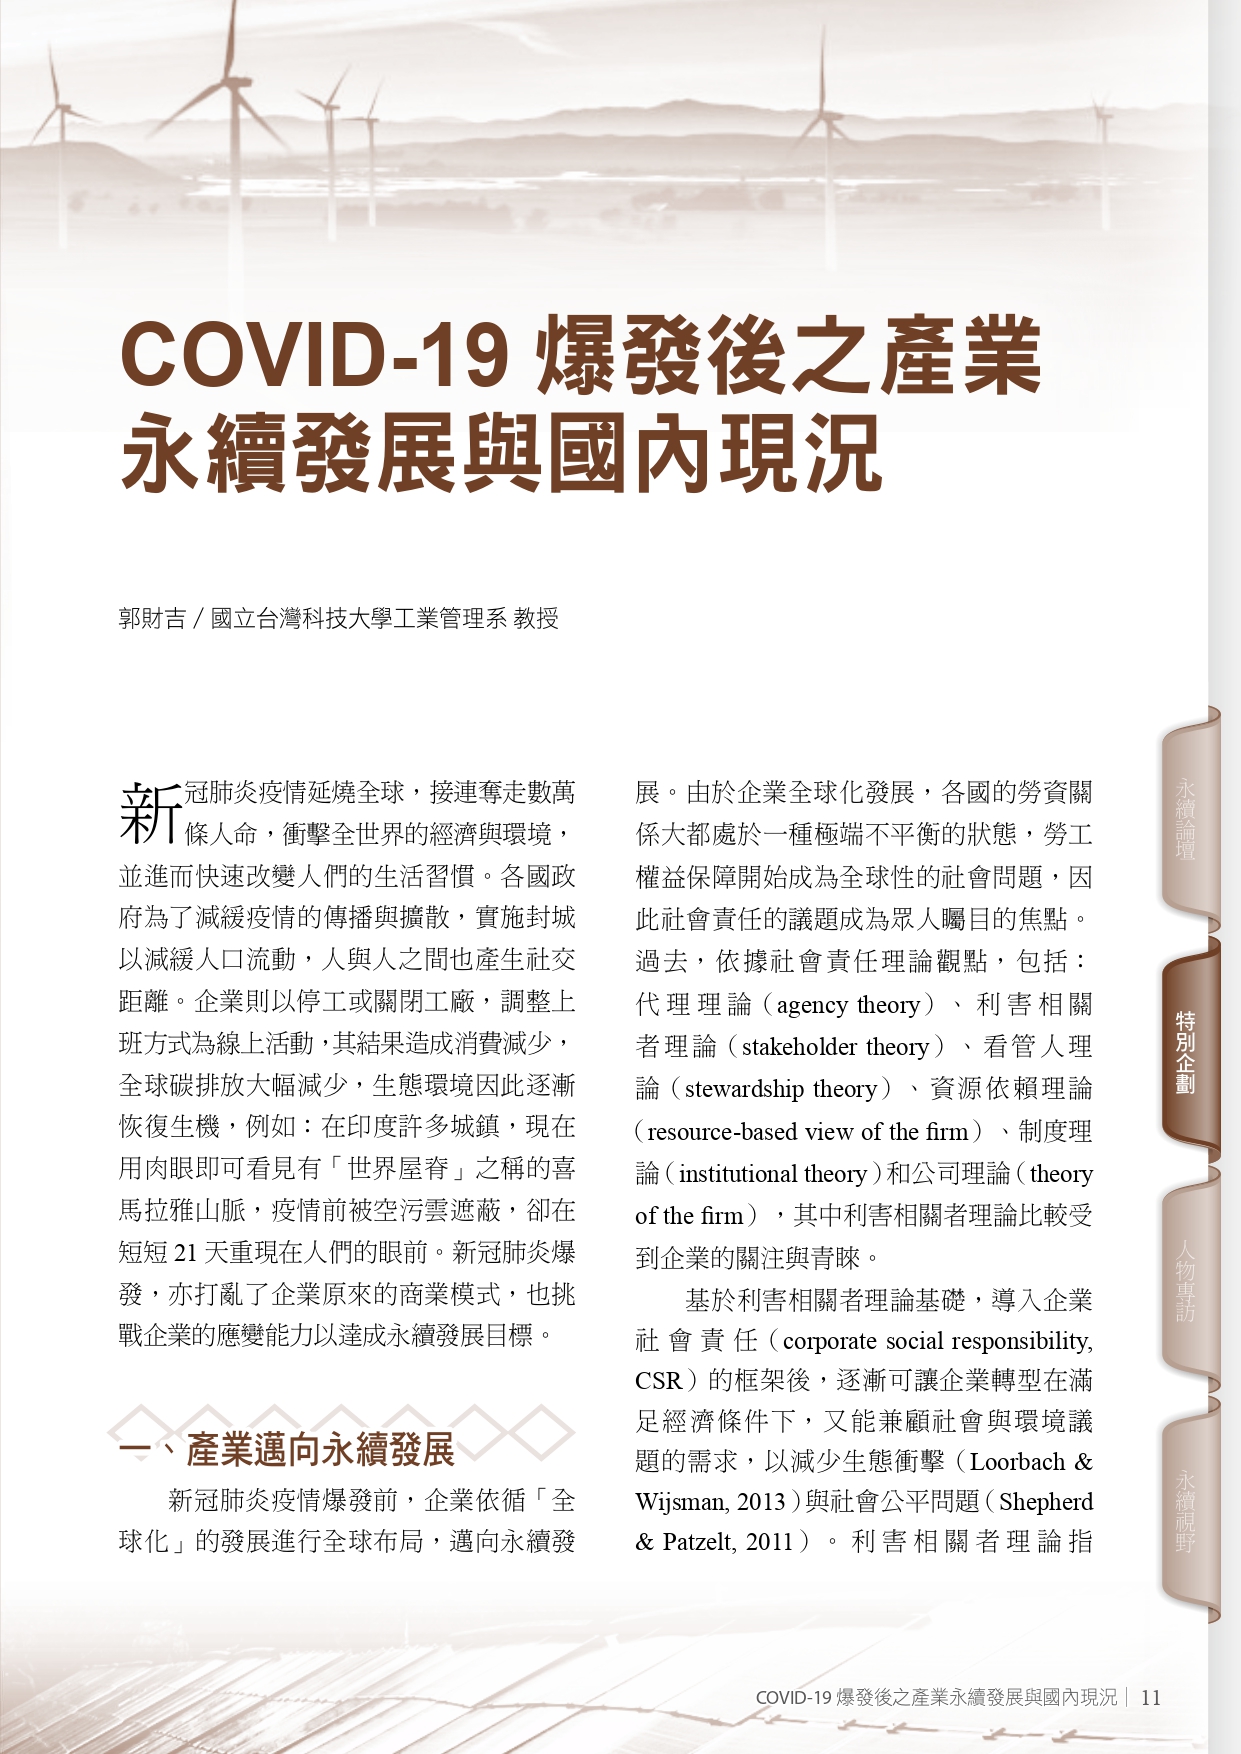 COVID-19 爆發後之產業
永續發展與國內現況
郭財吉 / 國立台灣科技大學工業管理系 教授
新冠肺炎疫情延燒全球，接連奪走數萬
條人命，衝擊全世界的經濟與環境，
並進而快速改變人們的生活習慣。各國政
府為了減緩疫情的傳播與擴散，實施封城
以減緩人口流動，人與人之間也產生社交
距離。企業則以停工或關閉工廠，調整上
班方式為線上活動，其結果造成消費減少，
全球碳排放大幅減少，生態環境因此逐漸
恢復生機，例如：在印度許多城鎮，現在
用肉眼即可看見有「世界屋脊」之稱的喜
馬拉雅山脈，疫情前被空污雲遮蔽，卻在
短短 21 天重現在人們的眼前。新冠肺炎爆
發，亦打亂了企業原來的商業模式，也挑
戰企業的應變能力以達成永續發展目標。
一、產業邁向永續發展
新冠肺炎疫情爆發前，企業依循「全
球化」的發展進行全球布局，邁向永續發
展。由於企業全球化發展，各國的勞資關
係大都處於一種極端不平衡的狀態，勞工
權益保障開始成為全球性的社會問題，因
此社會責任的議題成為眾人矚目的焦點。
過去，依據社會責任理論觀點，包括：
代理理論（agency theory）、利害相關
者理論（stakeholder theory）、看管人理
論（stewardship theory）、資源依賴理論
（resource-based view of the firm）、制度理
論（institutional theory）和公司理論（theory
of the firm），其中利害相關者理論比較受
到企業的關注與青睞。
基於利害相關者理論基礎，導入企業
社會責任（corporate social responsibility,
CSR）的框架後，逐漸可讓企業轉型在滿
足經濟條件下，又能兼顧社會與環境議
題的需求，以減少生態衝擊（Loorbach &
Wijsman, 2013）與社會公平問題（Shepherd
& Patzelt, 2011）。利害相關者理論指
永續論壇
特別企劃
人物專訪
永續視野
COVID-19 爆發後之產業永續發展與國內現況│ 11